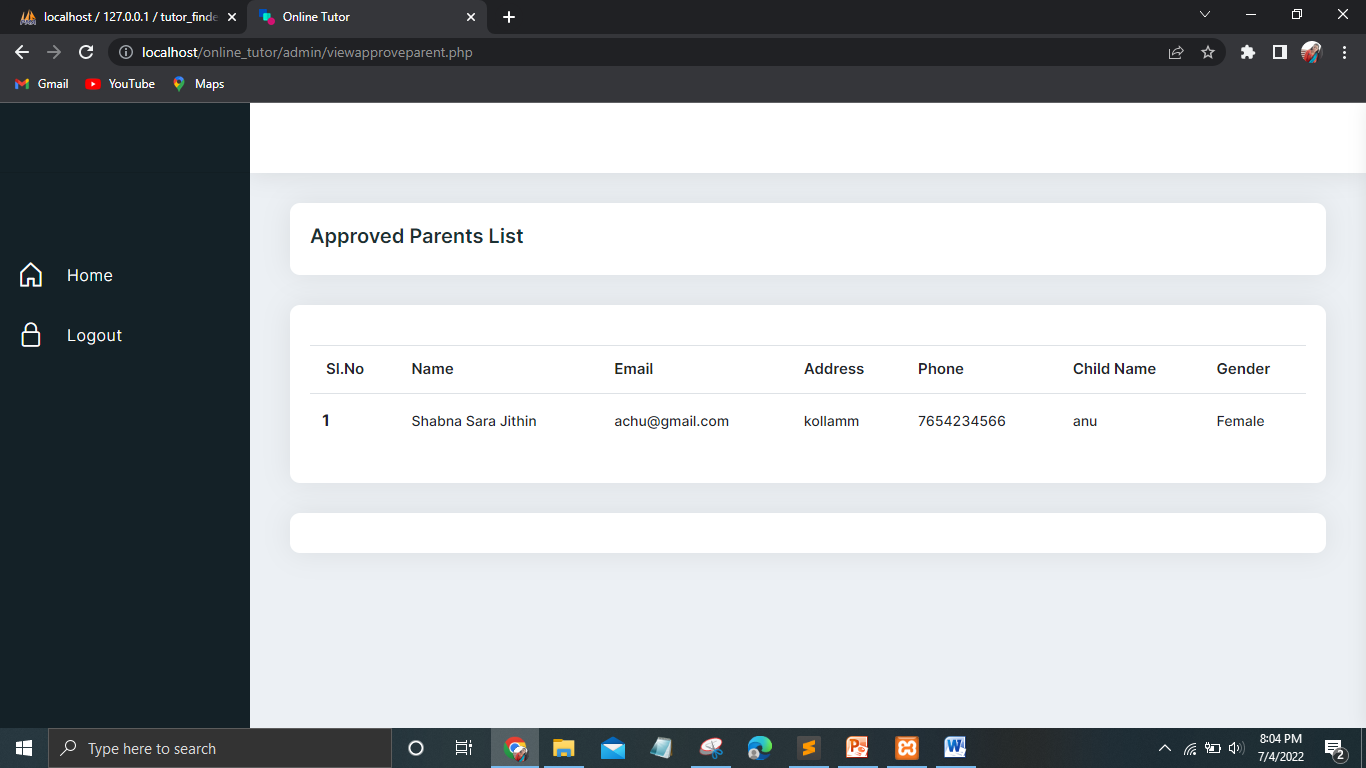 localhost / 127.0.0.1 / tutor_finde
Online Tutor
localhost/online_tutor/admin/viewapproveparent.php
Gmail YouTube Maps
Home
Logout
Approved Parents List
Sl.No Name Email Address Phone Child Name Gender
1 Shabna Sara Jithin achu@gmail.com kollamm 7654234566 anu Female
Type here to search
8:04 PM
7/4/2022
2